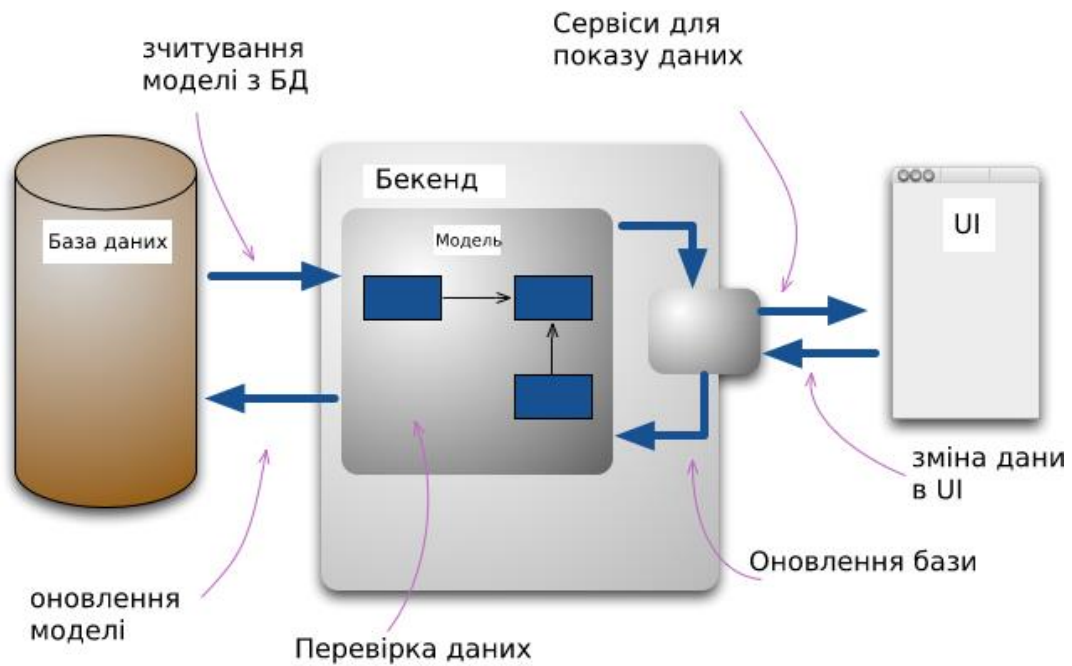 зчитування
моделі з БД
Сервіси для
показу даних
База даних
Бекенд
Модель
UI
зміна дани
в UI
Оновлення бази
оновлення
моделі
Перевірка даних